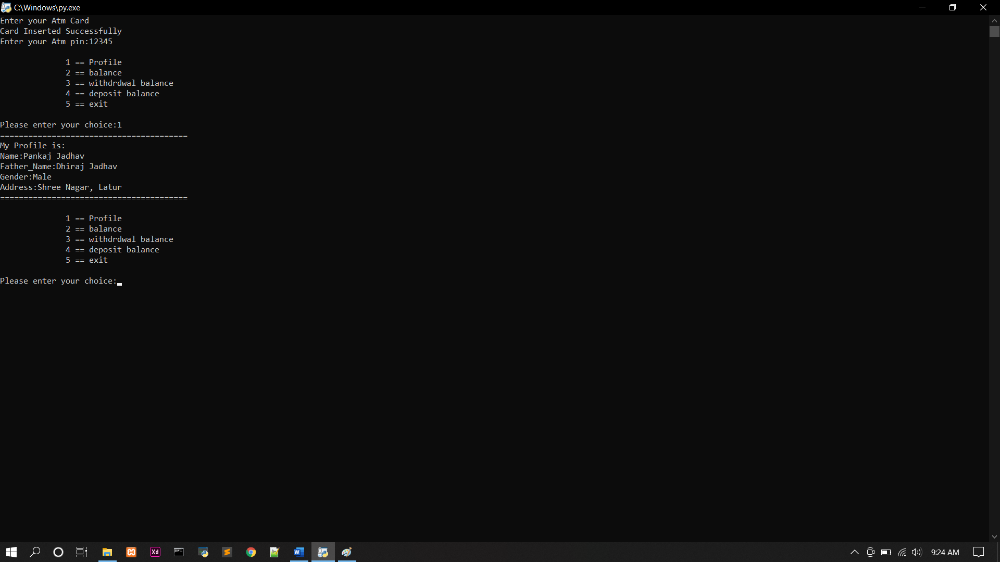 C:\Windows\py.exe
Enter your Atm Card
Card Inserted Successfully
Enter your Atm pin:12345
1 == Profile
2 == balance
3 == withdrdwal balance
4 == deposit balance
5 == exit
Please enter your choice:1
========================================
My Profile is:
Name:Pankaj Jadhav
Father_Name:Dhiraj Jadhav
Gender:Male
Address:Shree Nagar, Latur
========================================
1 == Profile
2 == balance
3 == withdrdwal balance
4 == deposit balance
5 == exit
Please enter your choice:
Xd
W
9:24 AM